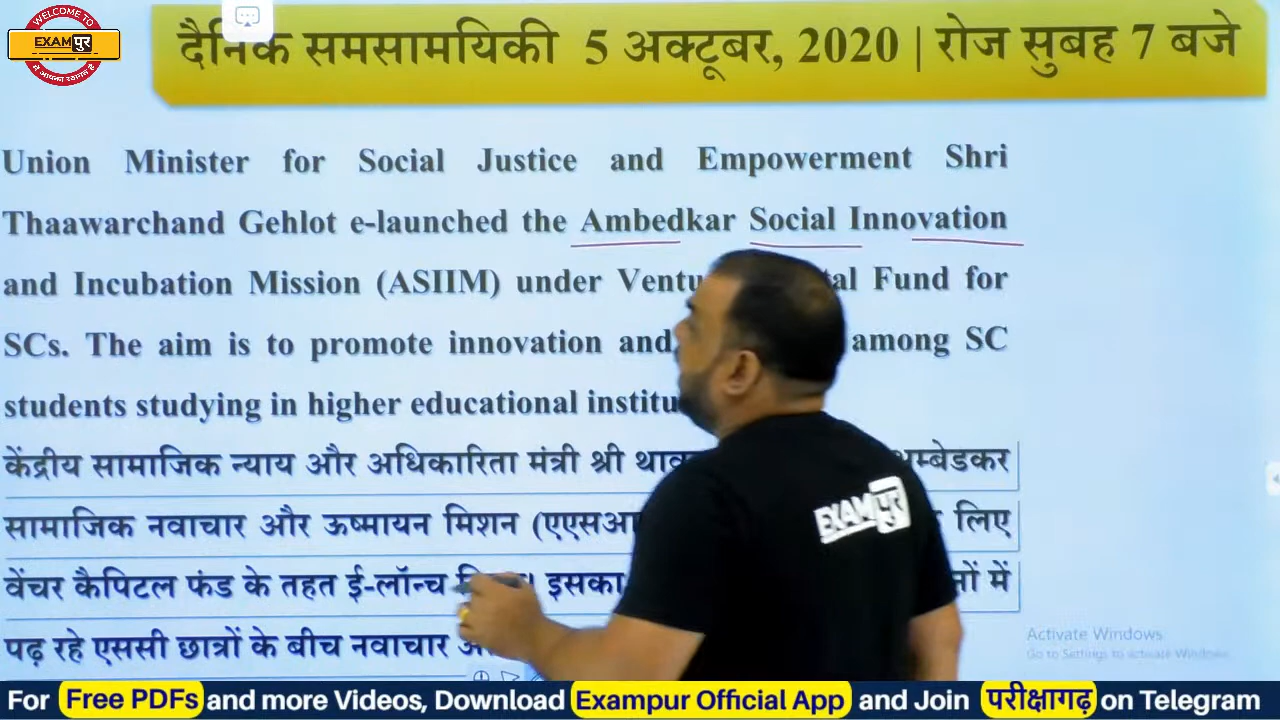 WELCOME TO
EXAMपुर
में आपका स्वागत है
दैनिक समसामयिकी 5 अक्टूबर, 2020 | रोज सुबह 7 बजे
Union Minister for Social Justice and Empowerment Shri
Thaawarchand Gehlot e-launched the Ambedkar Social Innovation
and Incubation Mission (ASIIM) under Fund for
SCs. The aim is to promote innovation and among SC
students studying in higher educational
केंद्रीय सामाजिक न्याय और अधिकारिता मंत्री श्री
सामाजिक नवाचार और ऊष्मायन मिशन लिए
वेंचर कैपिटल फंड के तहत ई-लॉन्च इसका में
पढ़ रहे एससी छात्रों के बीच नवाचार
EXAMपुर
Activate Windows
Go to Settings to activate Windows.
For Free PDFs and more Videos, Download Exampur Official App and Join परीक्षागढ़ on Telegram